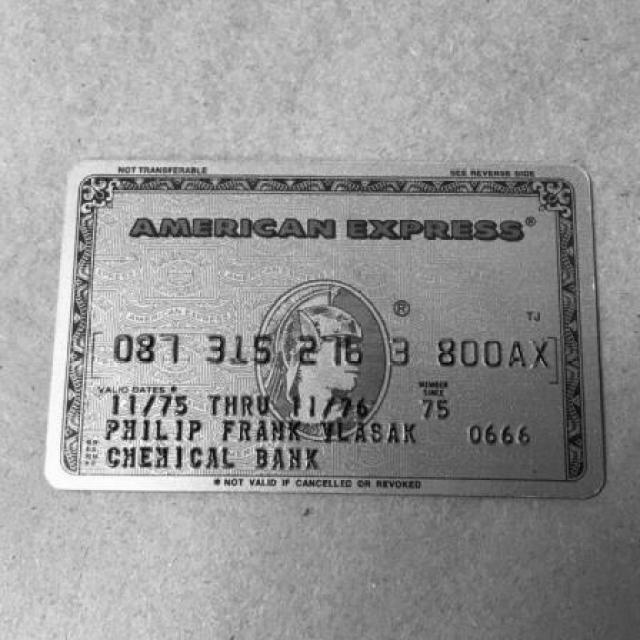 NOT TRANSFERABLE SEE REVERSE SIDE
AMERICAN EXPRESS®
®
TJ
087 315 276 3 800AX
VALID DATES * MEMBER SINCE
11/75 THRU 11/76 75
PHILIP FRANK VLASAK 0666
CHEMICAL BANK
* NOT VALID IF CANCELLED OR REVOKED